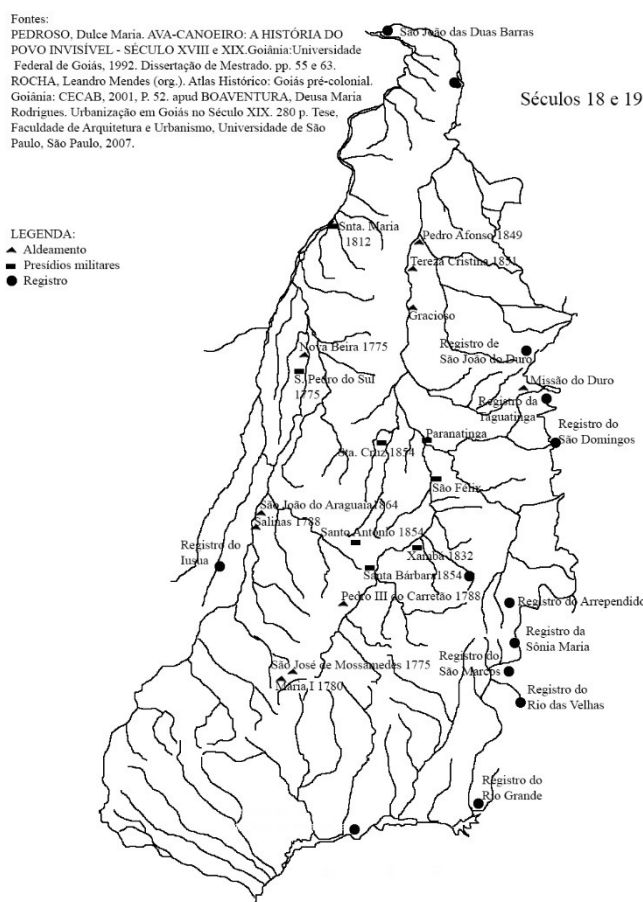 Fontes:
PEDROSO, Dulce Maria. AVA-CANOEIRO: A HISTÓRIA DO
POVO INVISÍVEL - SÉCULO XVIII e XIX.Goiânia:Universidade
Federal de Goiás, 1992. Dissertação de Mestrado. pp. 55 e 63.
ROCHA, Leandro Mendes (org.). Atlas Histórico: Goiás pré-colonial.
Goiânia: CECAB, 2001, P. 52. apud BOAVENTURA, Deusa Maria
Rodrigues. Urbanização em Goiás no Século XIX. 280 p. Tese,
Faculdade de Arquitetura e Urbanismo, Universidade de São
Paulo, São Paulo, 2007.
São João das Duas Barras
Séculos 18 e 19
LEGENDA:
Aldeamento
Presídios militares
Registro
Snta. Maria
1812
Pedro Afonso 1849
Tereza Cristina 1851
Gracioso
Nova Beira 1775
Registro de
São João do Duro
S. Pedro do Sul
1775
Missão do Duro
Registro da
Taguatinga
Registro do
São Domingos
Paranatinga
Sta. Cruz 1854
São Félix
São João do Araguaia1864
Salinas 1788
Santo Antônio 1854
Registro do
Iusua
Xambá 1832
Santa Bárbara1854
Pedro III do Carretão 1788
Registro do Arrependido
Registro da
Sônia Maria
São José de Mossâmedes 1775
Maria I 1780
Registro do
São Marcos
Registro do
Rio das Velhas
Registro do
Rio Grande